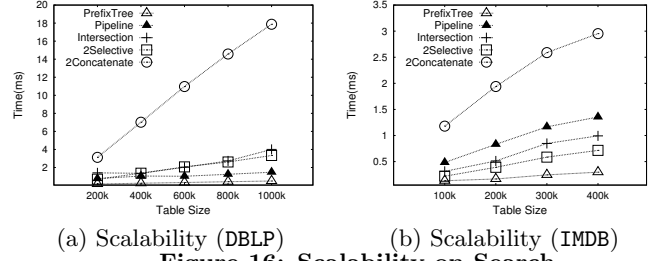 20
18
16
14
12
10
8
6
4
2
Time(ms)
PrefixTree
Pipeline
Intersection
2Selective
2Concatenate
200k 400k 600k 800k 1000k
Table Size
3.5
3
2.5
2
1.5
1
0.5
Time(ms)
PrefixTree
Pipeline
Intersection
2Selective
2Concatenate
100k 200k 300k 400k
Table Size
(a) Scalability (DBLP)
(b) Scalability (IMDB)
Figure 16: Scalability on Search